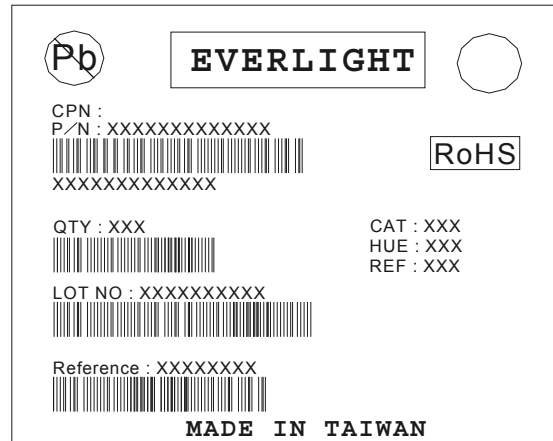 Pb
EVERLIGHT
CPN :
P/N : XXXXXXXXXXXXX
RoHS
XXXXXXXXXXXXX
QTY : XXX
CAT : XXX
HUE : XXX
REF : XXX
LOT NO : XXXXXXXXXX
Reference : XXXXXXXX
MADE IN TAIWAN